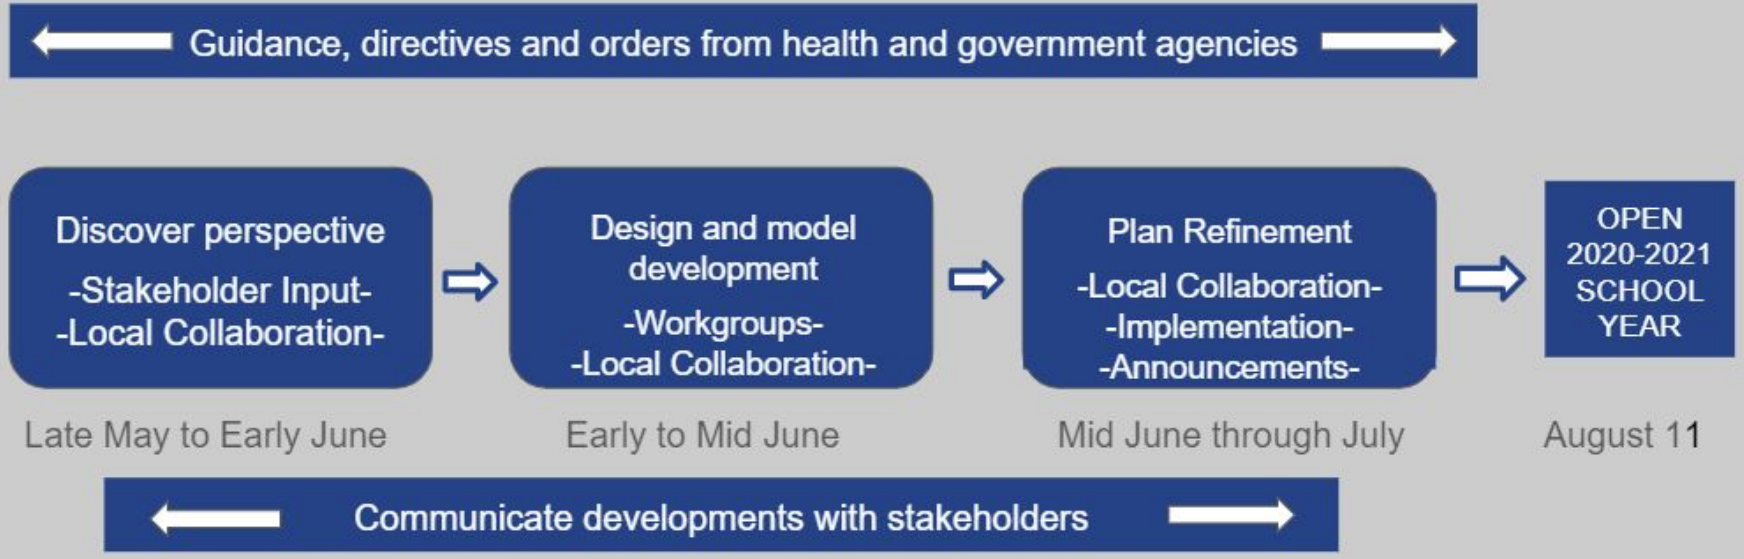 Guidance, directives and orders from health and government agencies
Discover perspective
-Stakeholder Input-
-Local Collaboration-
Design and model
development
-Workgroups-
-Local Collaboration-
Plan Refinement
-Local Collaboration-
-Implementation-
-Announcements-
OPEN
2020-2021
SCHOOL
YEAR
Late May to Early June
Early to Mid June
Mid June through July
August 11
Communicate developments with stakeholders